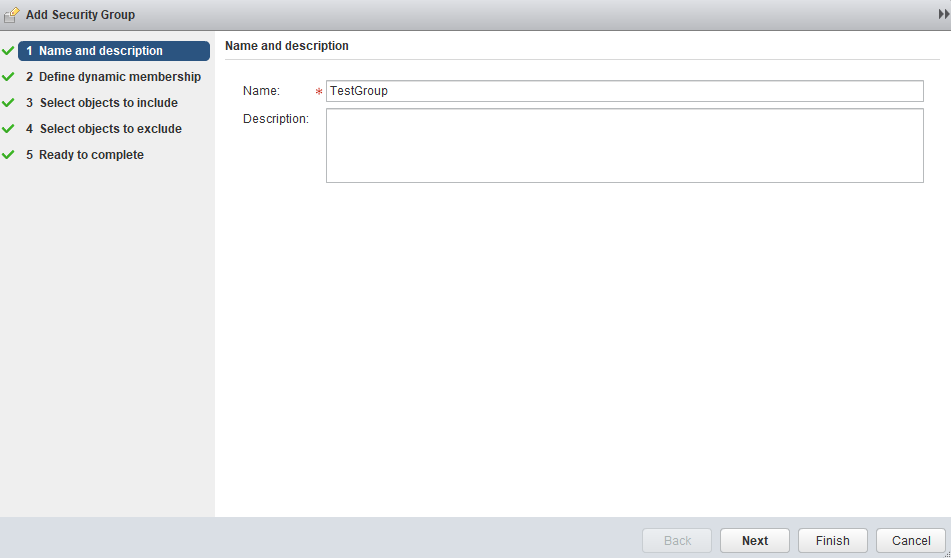 Add Security Group
1 Name and description
2 Define dynamic membership
3 Select objects to include
4 Select objects to exclude
5 Ready to complete
Name and description
Name: * TestGroup
Description:
Back Next Finish Cancel